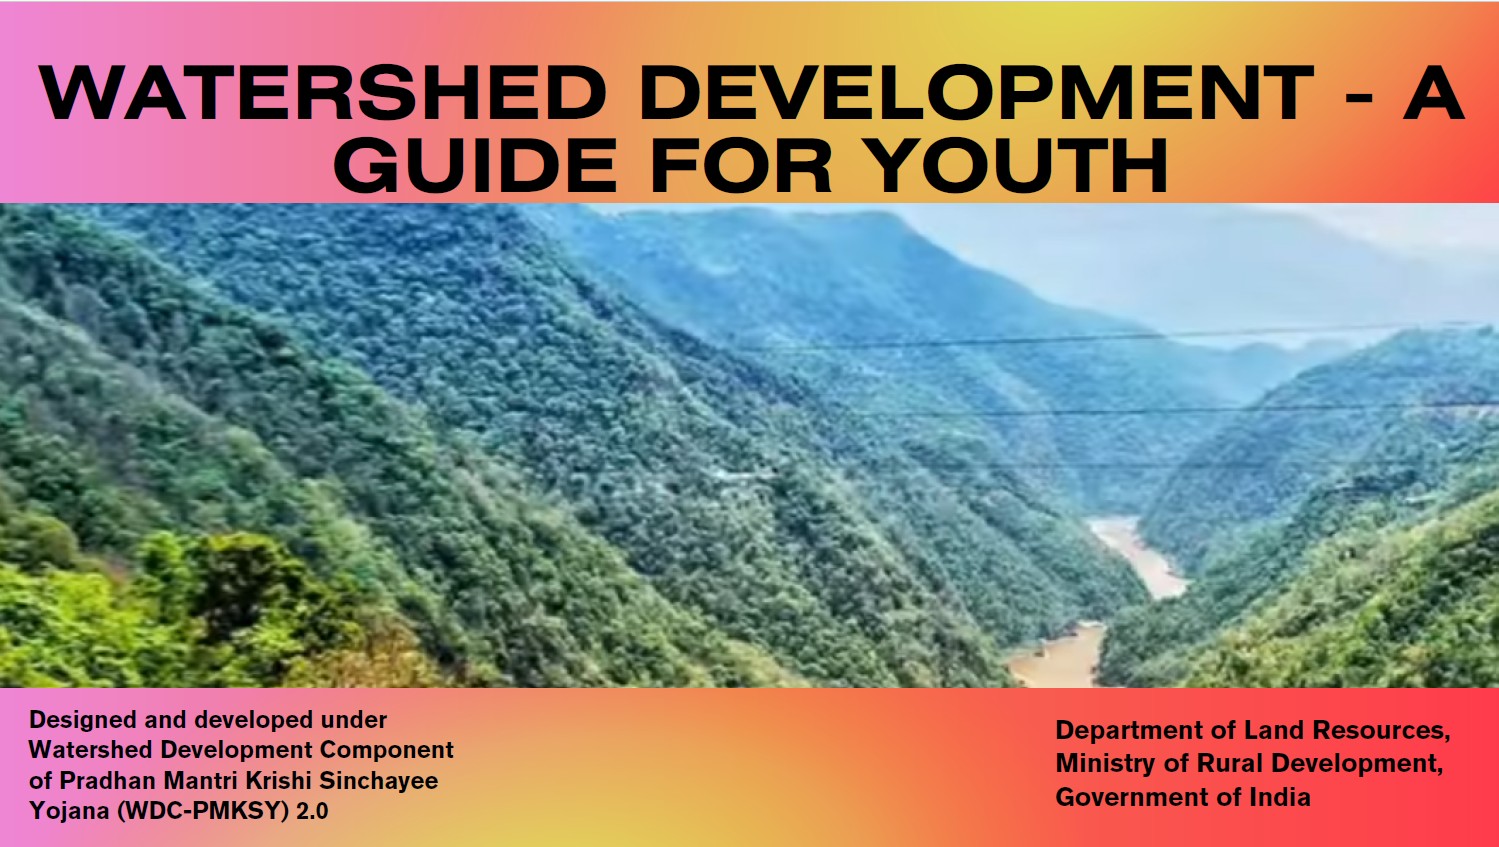 WATERSHED DEVELOPMENT - A
GUIDE FOR YOUTH
Designed and developed under
Watershed Development Component
of Pradhan Mantri Krishi Sinchayee
Yojana (WDC-PMKSY) 2.0
Department of Land Resources,
Ministry of Rural Development,
Government of India